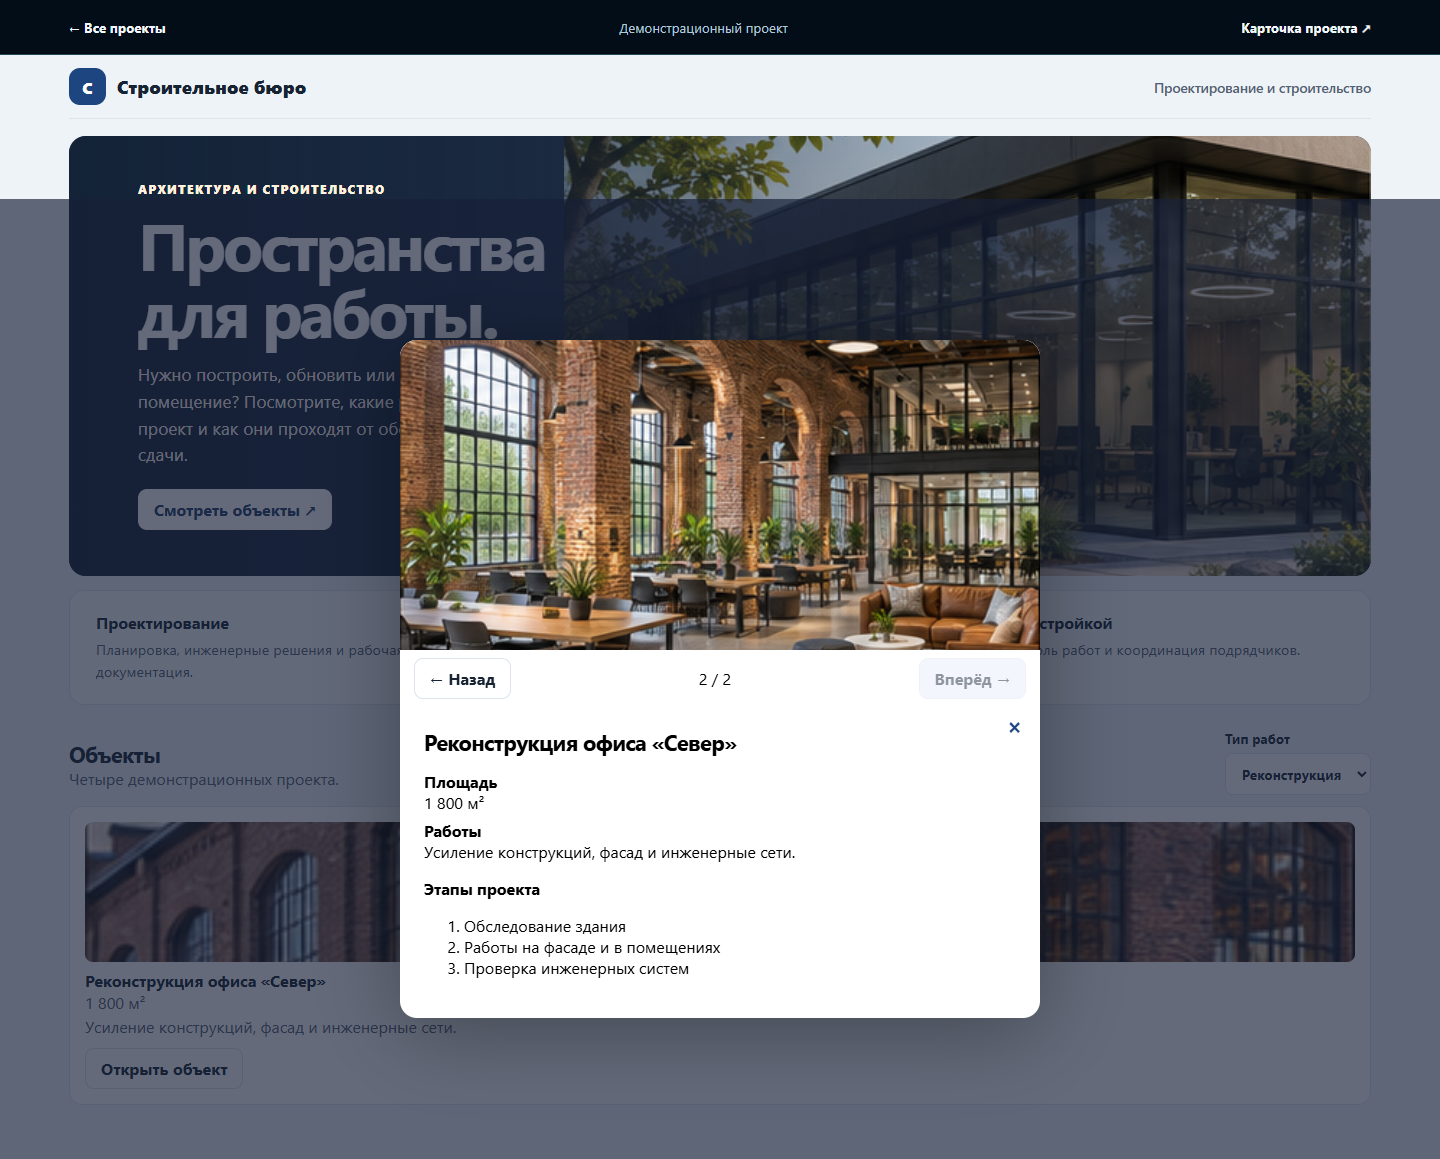 ← Все проекты
Демонстрационный проект
Карточка проекта ↗
С
Строительное бюро
Проектирование и строительство
АРХИТЕКТУРА И СТРОИТЕЛЬСТВО
Пространства
для работы.
Нужно построить, обновить или
помещение? Посмотрите, какие
проект и как они проходят от
сдачи.
Смотреть объекты ↗
Проектирование
Планировка, инженерные решения и
документация.
работ и координация подрядчиков.
Объекты
Четыре демонстрационных проекта.
Тип работ
Реконструкция
Реконструкция офиса «Север»
1 800 м²
Усиление конструкций, фасад и инженерные сети.
Открыть объект
← Назад
2 / 2
Вперёд →
×
Реконструкция офиса «Север»
Площадь
1 800 м²
Работы
Усиление конструкций, фасад и инженерные сети.
Этапы проекта
1. Обследование здания
2. Работы на фасаде и в помещениях
3. Проверка инженерных систем